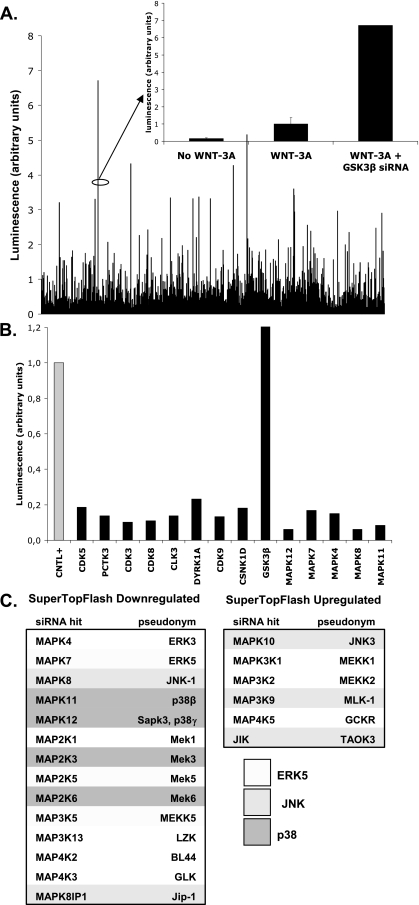 A.
Luminescence (arbitrary units)
8
7
6
5
4
3
2
1
0
luminescence (arbitrary units)
8
7
6
5
4
3
2
1
0
No WNT-3A
WNT-3A
WNT-3A +
GSK3β siRNA
B.
Luminescence (arbitrary units)
1,2
1
0,8
0,6
0,4
0,2
0,0
CNTL+
CDK5
PCTK3
CDK3
CDK8
CLK3
DYRK1A
CDK9
CSNK1D
GSK3β
MAPK12
MAPK7
MAPK4
MAPK8
MAPK11
C.
SuperTopFlash Downregulated
siRNA hit pseudonym
MAPK4 ERK3
MAPK7 ERK5
MAPK8 JNK-1
MAPK11 p38β
MAPK12 Sapk3, p38γ
MAP2K1 Mek1
MAP2K3 Mek3
MAP2K5 Mek5
MAP2K6 Mek6
MAP3K5 MEKK5
MAP3K13 LZK
MAP4K2 BL44
MAP4K3 GLK
MAPK8IP1 Jip-1
SuperTopFlash Upregulated
siRNA hit pseudonym
MAPK10 JNK3
MAP3K1 MEKK1
MAP3K2 MEKK2
MAP3K9 MLK-1
MAP4K5 GCKR
JIK TAOK3
ERK5
JNK
p38